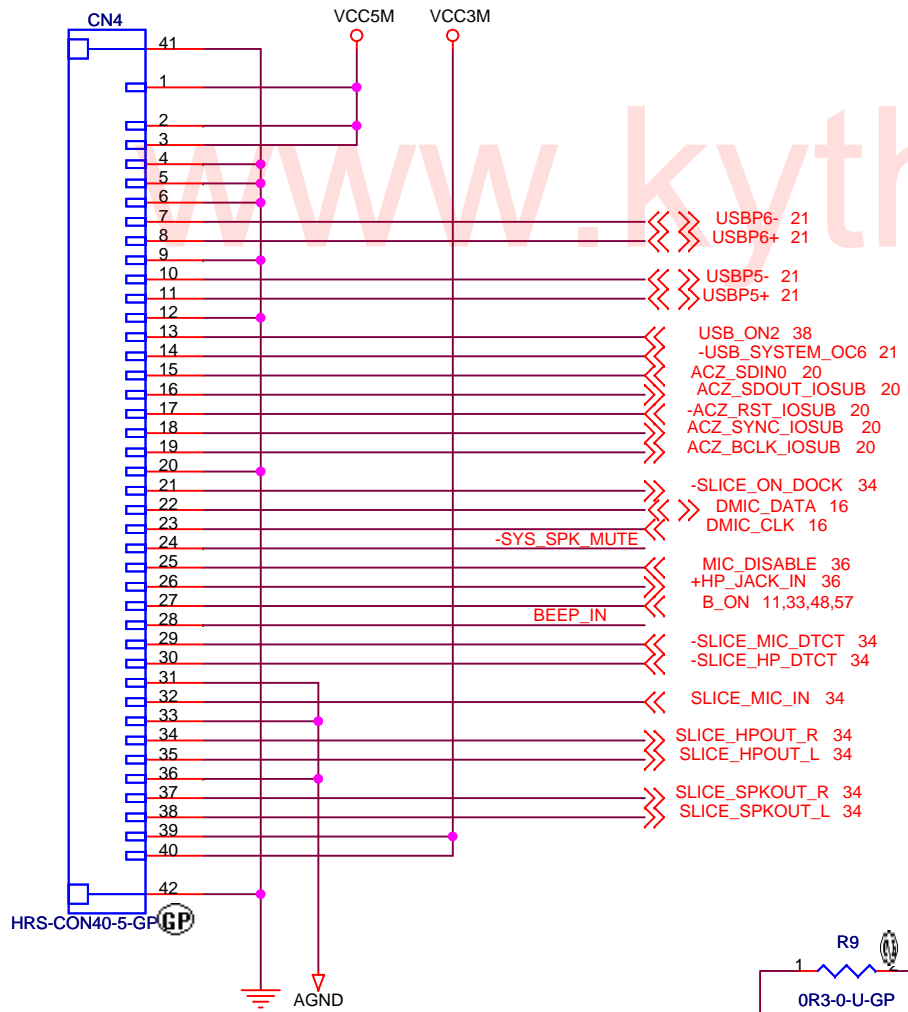 CN4
VCC5M
VCC3M
www.kyth
41
1
2
3
4
5
6
7 USBP6- 21
8 USBP6+ 21
9
10 USBP5- 21
11 USBP5+ 21
12
13 USB_ON2 38
14 -USB_SYSTEM_OC6 21
15 ACZ_SDIN0 20
16 ACZ_SDOUT_IOSUB 20
17 -ACZ_RST_IOSUB 20
18 ACZ_SYNC_IOSUB 20
19 ACZ_BCLK_IOSUB 20
20
21 -SLICE_ON_DOCK 34
22 DMIC_DATA 16
23 DMIC_CLK 16
24 -SYS_SPK_MUTE
25 MIC_DISABLE 36
26 +HP_JACK_IN 36
27 B_ON 11,33,48,57
28 BEEP_IN
29 -SLICE_MIC_DTCT 34
30 -SLICE_HP_DTCT 34
31
32 SLICE_MIC_IN 34
33
34 SLICE_HPOUT_R 34
35 SLICE_HPOUT_L 34
36
37 SLICE_SPKOUT_R 34
38 SLICE_SPKOUT_L 34
39
40
42
HRS-CON40-5-GP GP
AGND
R9
1 2
0R3-0-U-GP